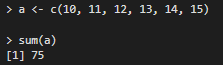 > a <- c(10, 11, 12, 13, 14, 15)
> sum(a)
[1] 75